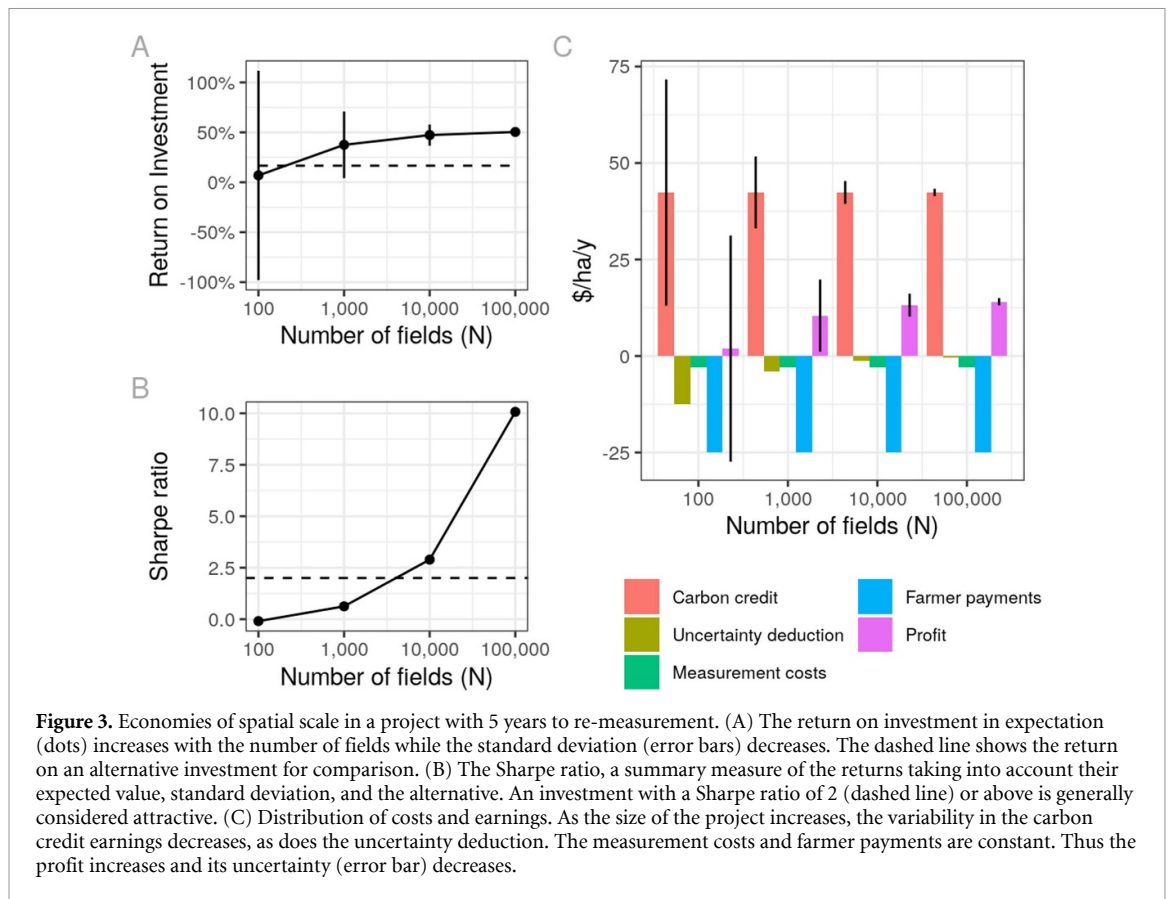 A
Return on Investment
100%
50%
0%
-50%
-100%
100
1,000
10,000
100,000
Number of fields (N)
B
Sharpe ratio
10.0
7.5
5.0
2.5
0.0
100
1,000
10,000
100,000
Number of fields (N)
C
$/ha/y
75
50
25
0
-25
100
1,000
10,000
100,000
Number of fields (N)
Carbon credit
Uncertainty deduction
Measurement costs
Farmer payments
Profit
Figure 3. Economies of spatial scale in a project with 5 years to re-measurement. (A) The return on investment in expectation
(dots) increases with the number of fields while the standard deviation (error bars) decreases. The dashed line shows the return
on an alternative investment for comparison. (B) The Sharpe ratio, a summary measure of the returns taking into account their
expected value, standard deviation, and the alternative. An investment with a Sharpe ratio of 2 (dashed line) or above is generally
considered attractive. (C) Distribution of costs and earnings. As the size of the project increases, the variability in the carbon
credit earnings decreases, as does the uncertainty deduction. The measurement costs and farmer payments are constant. Thus the
profit increases and its uncertainty (error bar) decreases.